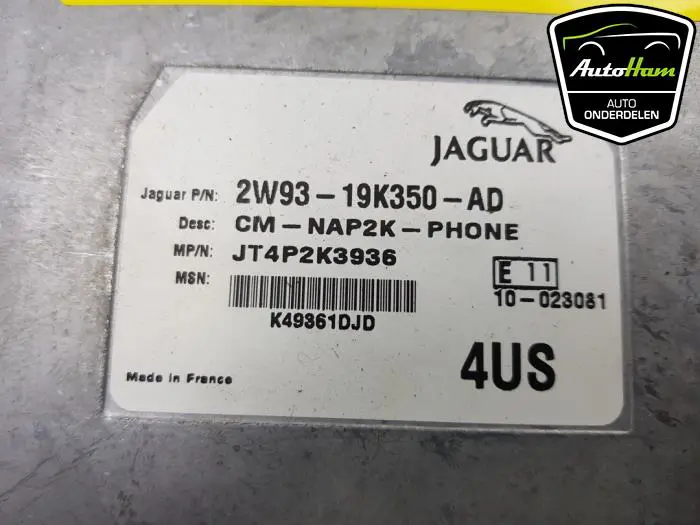 AutoHam
AUTO
ONDERDELEN
JAGUAR
Jaguar P/N: 2W93-19K350-AD
Desc: CM-NAP2K-PHONE
MP/N: JT4P2K3936
MSN:
K49361DJD
E 11
10-023081
Made in France
4US